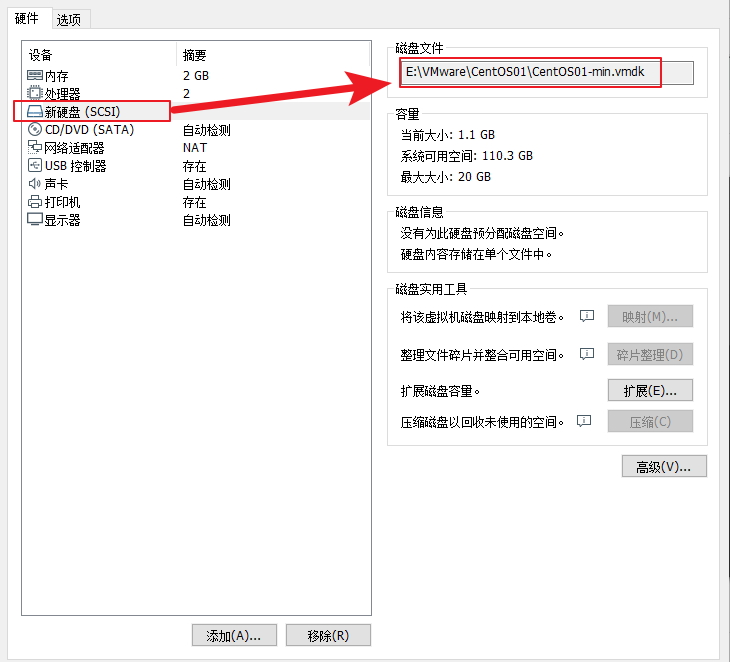 硬件 选项
设备 摘要
内存 2 GB
处理器 2
新硬盘 (SCSI)
CD/DVD (SATA) 自动检测
网络适配器 NAT
USB 控制器 存在
声卡 自动检测
打印机 存在
显示器 自动检测
添加(A)... 移除(R)
磁盘文件
E:\VMware\CentOS01\CentOS01-min.vmdk
容量
当前大小: 1.1 GB
系统可用空间: 110.3 GB
最大大小: 20 GB
磁盘信息
没有为此硬盘预分配磁盘空间。
硬盘内容存储在单个文件中。
磁盘实用工具
将该虚拟机磁盘映射到本地卷。 映射(M)...
整理文件碎片并整合可用空间。 碎片整理(D)
扩展磁盘容量。 扩展(E)...
压缩磁盘以回收未使用的空间。 压缩(C)
高级(V)...